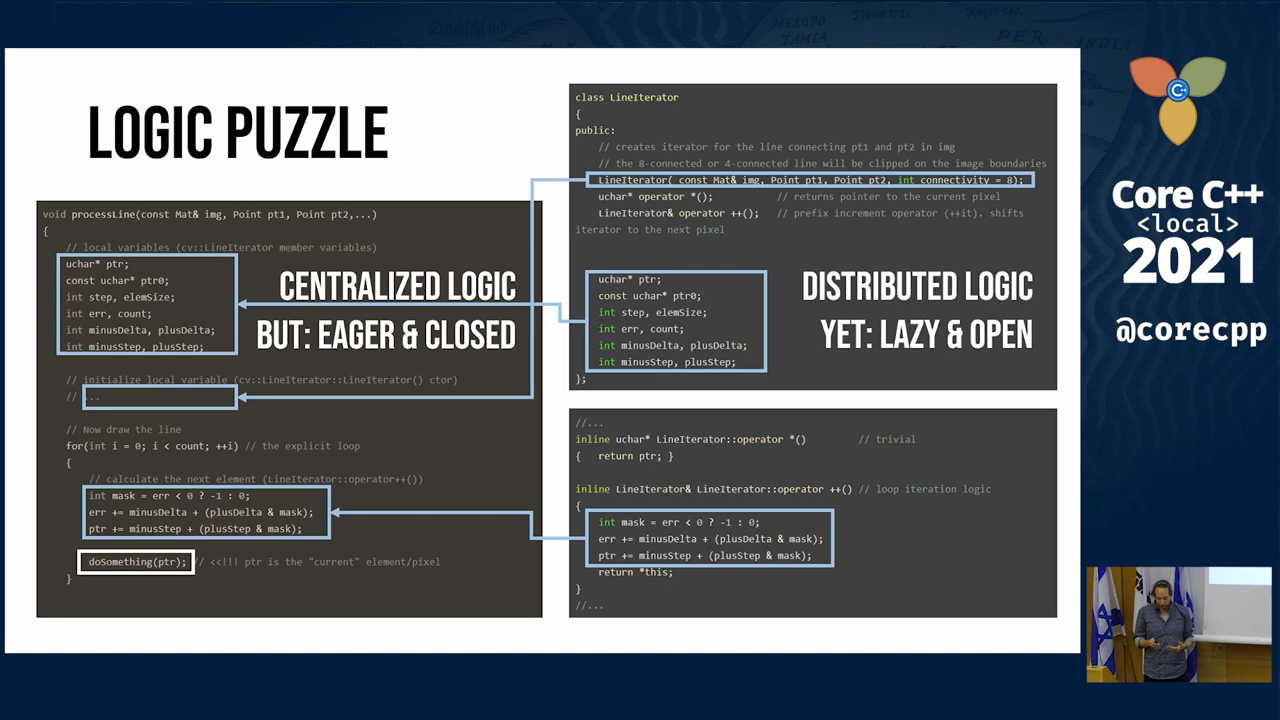 LOGIC PUZZLE
void processLine(const Mat& img, Point pt1, Point pt2,...)
{
// local variables (cv::LineIterator member variables)
uchar* ptr;
const uchar* ptr0;
int step, elemSize;
int err, count;
int minusDelta, plusDelta;
int minusStep, plusStep;
// initialize local variable (cv::LineIterator::LineIterator() ctor)
// ...
// Now draw the line
for(int i = 0; i < count; ++i) // the explicit loop
{
// calculate the next element (LineIterator::operator++())
int mask = err < 0 ? -1 : 0;
err += minusDelta + (plusDelta & mask);
ptr += minusStep + (plusStep & mask);
doSomething(ptr); // <<!!! ptr is the "current" element/pixel
}
CENTRALIZED LOGIC
BUT: EAGER & CLOSED
class LineIterator
{
public:
// creates iterator for the line connecting pt1 and pt2 in img
// the 8-connected or 4-connected line will be clipped on the image boundaries
LineIterator( const Mat& img, Point pt1, Point pt2, int connectivity = 8);
uchar* operator *(); // returns pointer to the current pixel
LineIterator& operator ++(); // prefix increment operator (++it). shifts
iterator to the next pixel
uchar* ptr;
const uchar* ptr0;
int step, elemSize;
int err, count;
int minusDelta, plusDelta;
int minusStep, plusStep;
};
DISTRIBUTED LOGIC
YET: LAZY & OPEN
//...
inline uchar* LineIterator::operator *() // trivial
{ return ptr; }
inline LineIterator& LineIterator::operator ++() // loop iteration logic
{
int mask = err < 0 ? -1 : 0;
err += minusDelta + (plusDelta & mask);
ptr += minusStep + (plusStep & mask);
return *this;
}
//...
C++
Core C++
<local>
2021
@corecpp